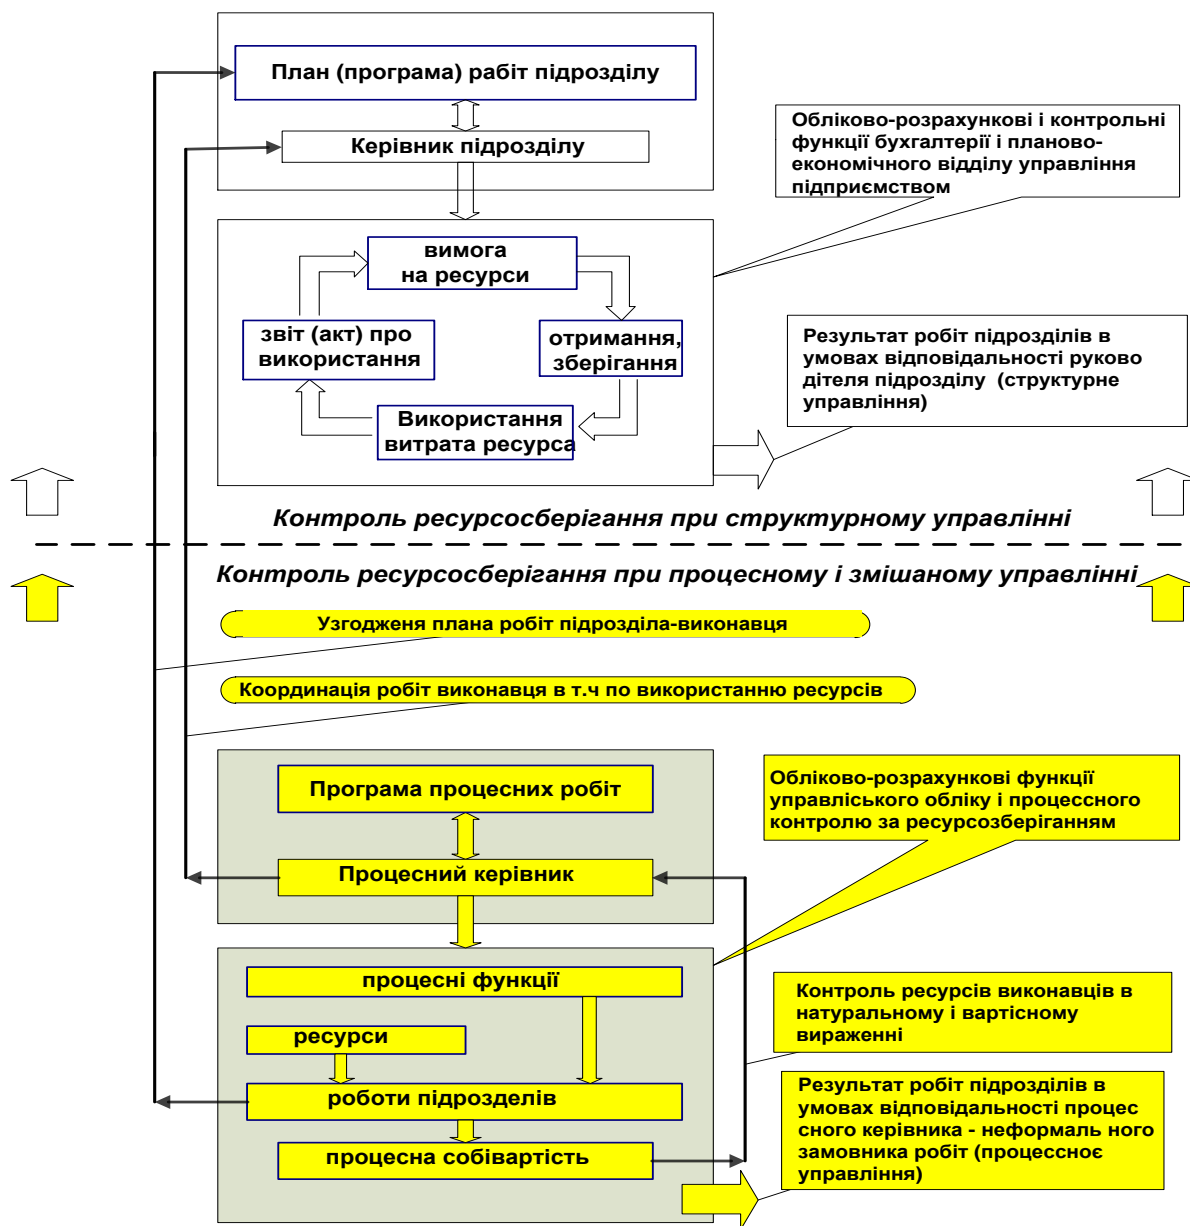 План (програма) рабіт підрозділу
Керівник підрозділу
Обліково-розрахункові і контрольні
функції бухгалтерії і планово-
економічного відділу управління
підприємством
вимога
на ресурси
звіт (акт) про
використання
отримання,
зберігання
Використання
витрата ресурса
Результат робіт підрозділів в
умовах відповідальності руково
дітеля підрозділу (структурне
управління)
Контроль ресурсосберігання при структурному управлінні
Контроль ресурсосберігання при процесному і змішаному управлінні
Узгодженя плана робіт підрозділа-виконавця
Координація робіт виконавця в т.ч по використанню ресурсів
Програма процесних робіт
Процесний керівник
Обліково-розрахункові функції
управліського обліку і процессного
контролю за ресурсозберіганням
процесні функції
ресурси
роботи підрозделів
процесна собівартість
Контроль ресурсів виконавців в
натуральному і вартісному
вираженні
Результат робіт підрозділів в
умовах відповідальності процес
сного керівника - неформаль ного
замовника робіт (процесcноє
управління)